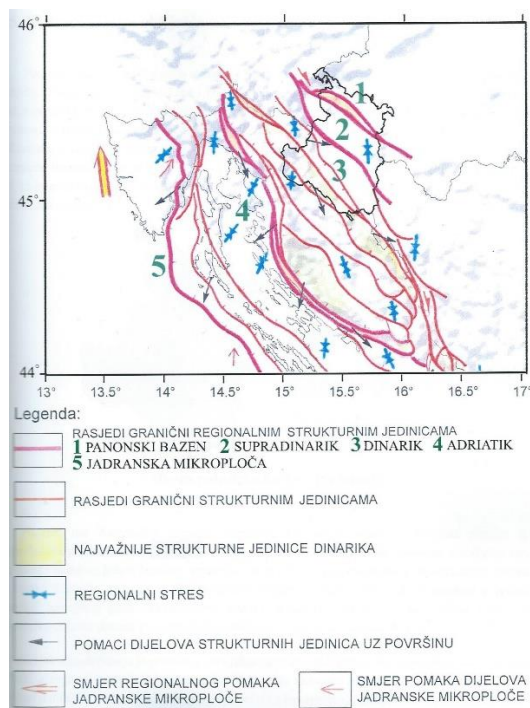 46°
1
2
3
45°
4
5
44°
13° 13.5° 14° 14.5° 15° 15.5° 16° 16.5° 17°
Legenda:
RASJEDI GRANIČNI REGIONALNIM STRUKTURNIM JEDINICAMA
1 PANONSKI BAZEN 2 SUPRADINARIK 3 DINARIK 4 ADRIATIK
5 JADRANSKA MIKROPLOČA
RASJEDI GRANIČNI STRUKTURNIM JEDINICAMA
NAJVAŽNIJE STRUKTURNE JEDINICE DINARIKA
REGIONALNI STRES
POMACI DIJELOVA STRUKTURNIH JEDINICA UZ POVRŠINU
SMJER REGIONALNOG POMAKA
JADRANSKE MIKROPLOČE
SMJER POMAKA DIJELOVA
JADRANSKE MIKROPLOČE